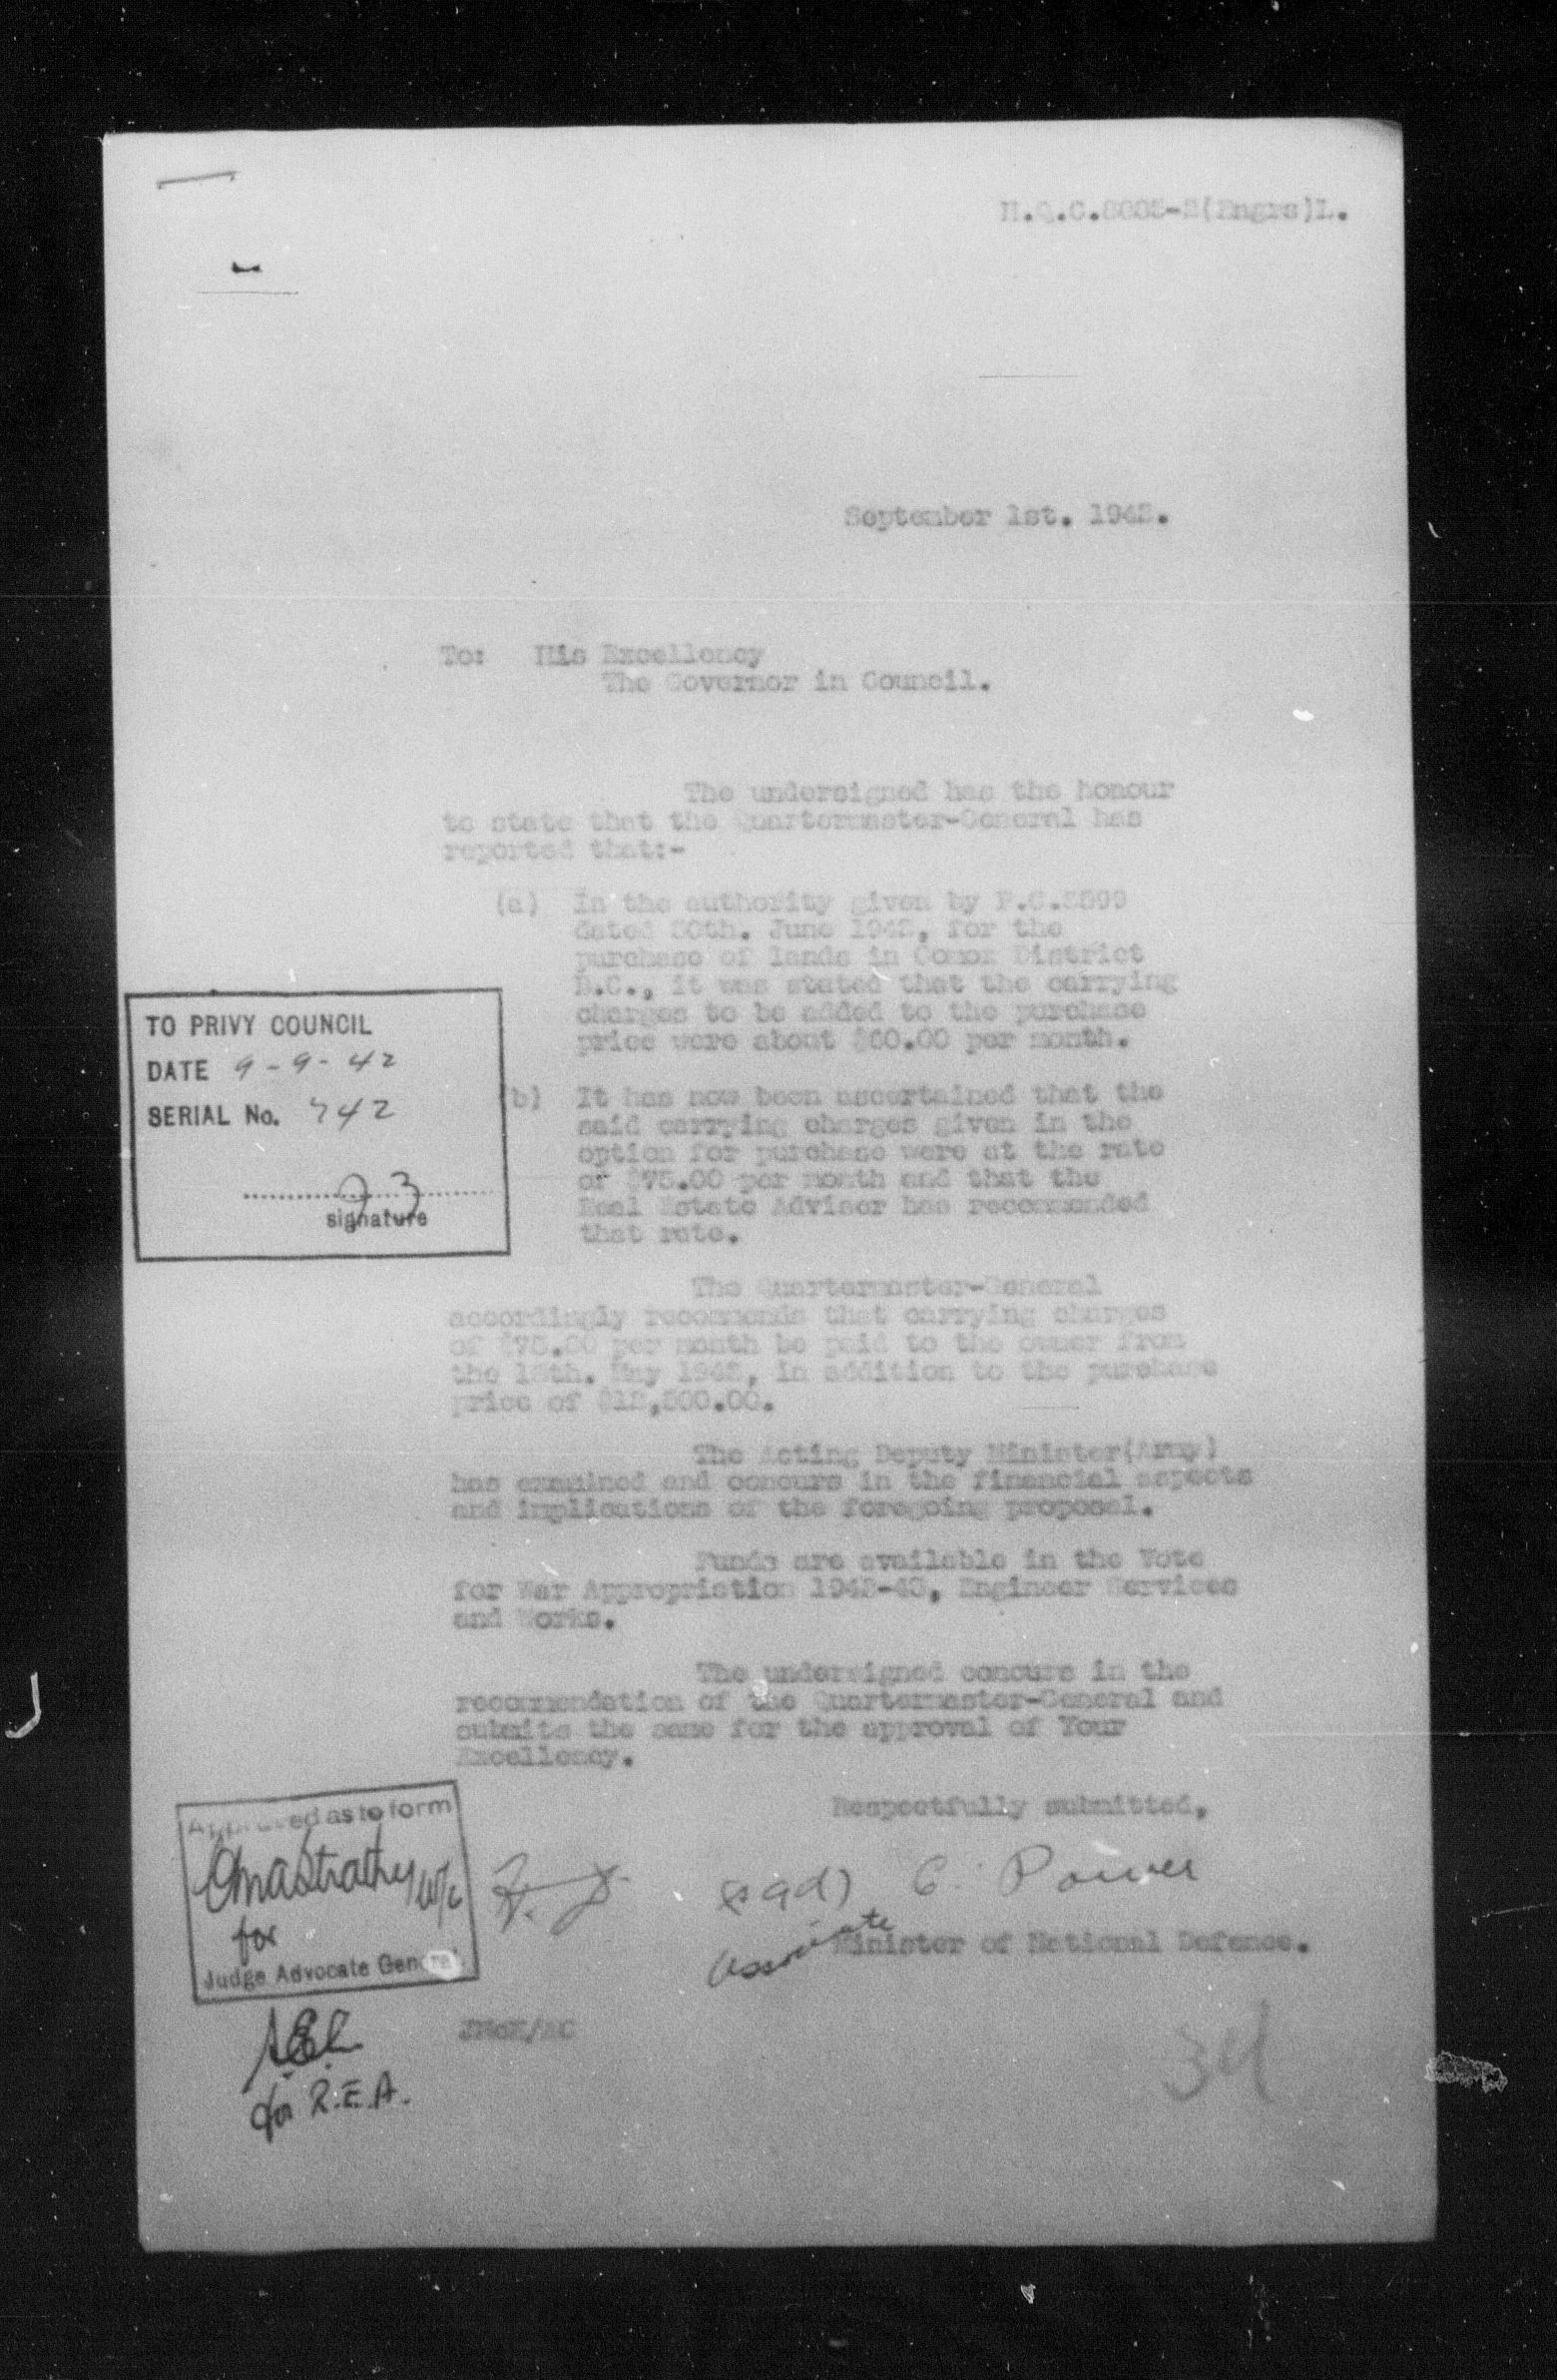 (Engrs)L.
September 1st. 1942.
To: His Excellency
The Governor in Council.
The undersigned has the honour
to state that the Quartermaster-General has
reported that:-
(a) In the authority given by P.C.
dated 30th. June 1942, for the
purchase of lands in Comox District
B.C., it was stated that the carrying
charges to be added to the purchase
price were about $60.00 per month.
TO PRIVY COUNCIL
DATE 9-9-42
SERIAL No. 742
signature
(b) It has now been ascertained that the
said carrying charges given in the
option for purchase were at the rate
of $75.00 per month and that the
Real Estate Advisor has recommended
that rate.
The Quartermaster-General
accordingly recommends that carrying charges
of $75.00 per month be paid to the owner from
the 15th. May 1942, in addition to the purchase
price of
The Acting Deputy Minister(Army)
has examined and concurs in the financial aspects
and implications of the foregoing proposal.
Funds are available in the Vote
for War Appropriation 1942-43, Engineer Services
and Works.
The undersigned concurs in the
recommendation of the Quartermaster-General and
submits the same for the approval of Your
Excellency.
Respectfully submitted,
Approved as to form
for
Judge Advocate General
(sgd) C. Power
Associate Minister of National Defence.
for R.E.A.
34